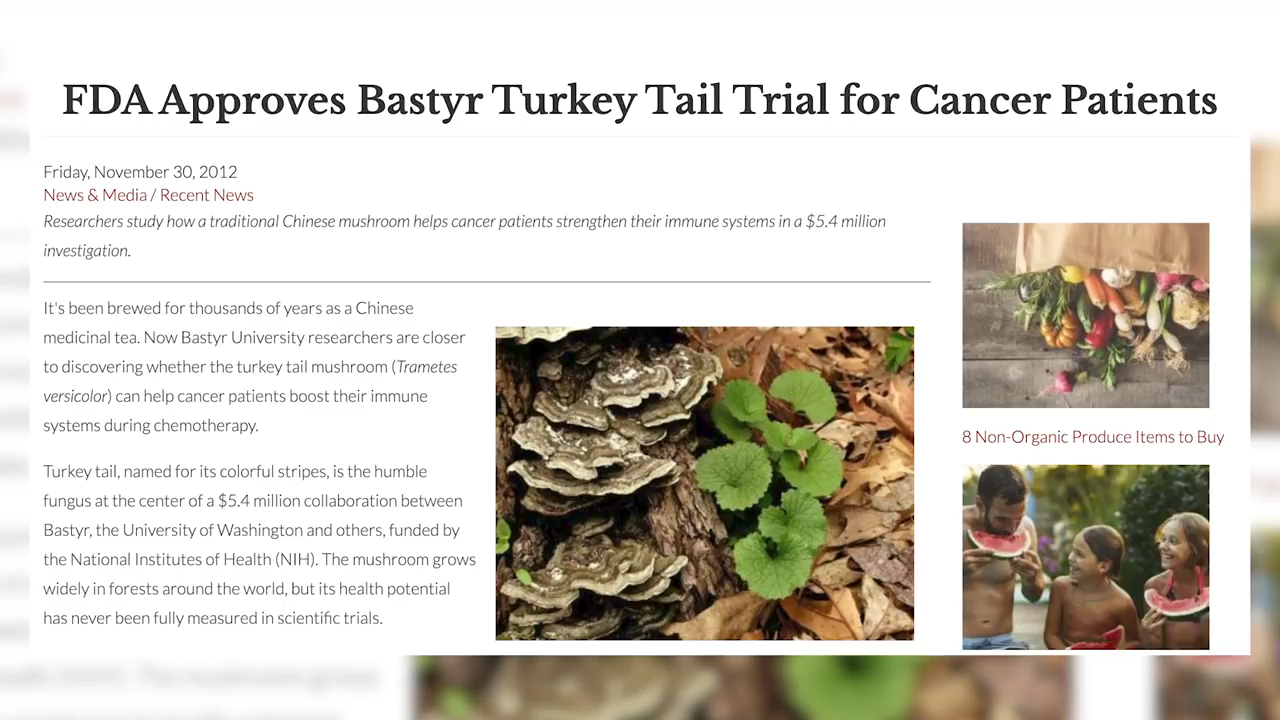 FDA Approves Bastyr Turkey Tail Trial for Cancer Patients
Friday, November 30, 2012
News & Media / Recent News
Researchers study how a traditional Chinese mushroom helps cancer patients strengthen their immune systems in a $5.4 million
investigation.
It's been brewed for thousands of years as a Chinese
medicinal tea. Now Bastyr University researchers are closer
to discovering whether the turkey tail mushroom (Trametes
versicolor) can help cancer patients boost their immune
systems during chemotherapy.
Turkey tail, named for its colorful stripes, is the humble
fungus at the center of a $5.4 million collaboration between
Bastyr, the University of Washington and others, funded by
the National Institutes of Health (NIH). The mushroom grows
widely in forests around the world, but its health potential
has never been fully measured in scientific trials.
8 Non-Organic Produce Items to Buy